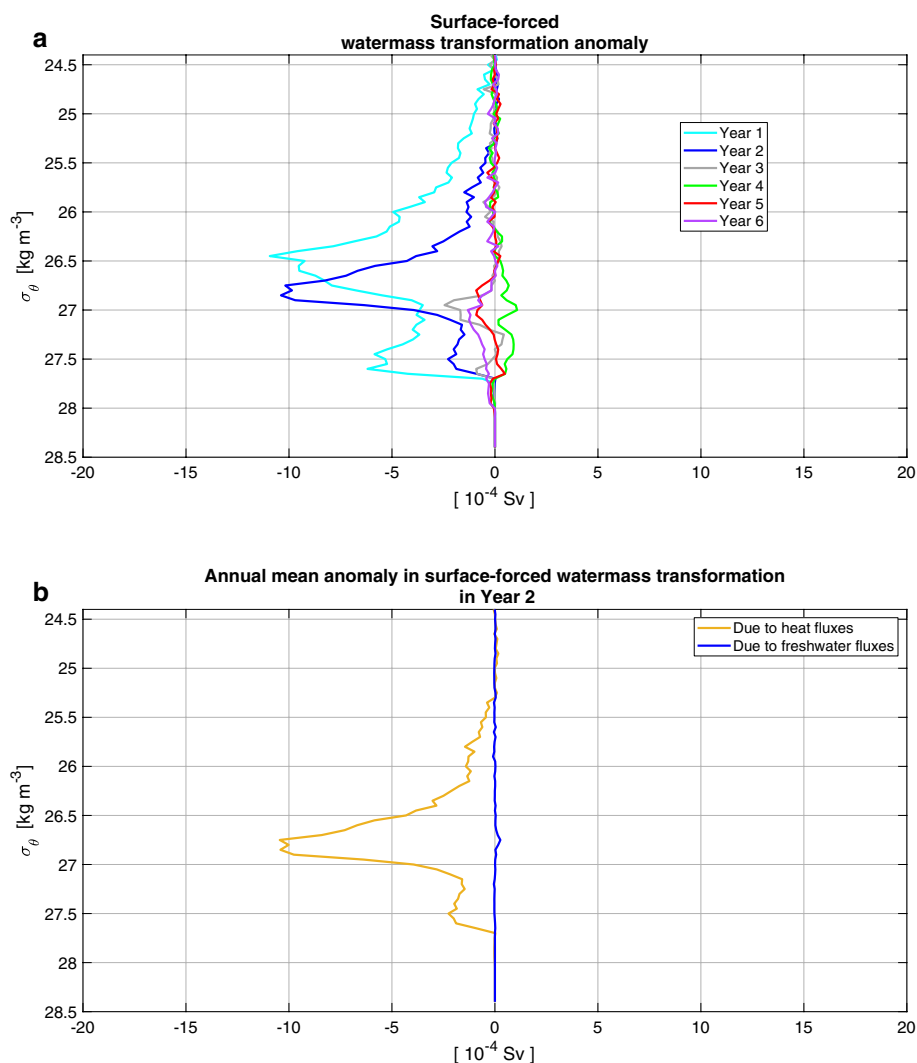 a
Surface-forced
watermass transformation anomaly
24.5
25
25.5
26
26.5
27
27.5
28
28.5
σθ [kg m-3]
Year 1
Year 2
Year 3
Year 4
Year 5
Year 6
-20 -15 -10 -5 0 5 10 15 20
[ 10-4 Sv ]
b
Annual mean anomaly in surface-forced watermass transformation
in Year 2
24.5
25
25.5
26
26.5
27
27.5
28
28.5
σθ [kg m-3]
Due to heat fluxes
Due to freshwater fluxes
-20 -15 -10 -5 0 5 10 15 20
[ 10-4 Sv ]